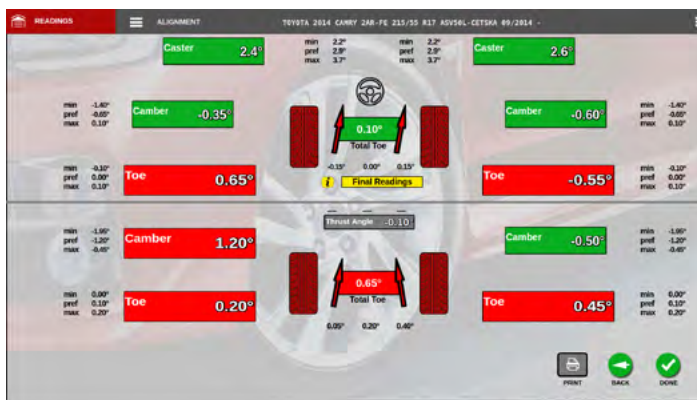 READINGS
ALIGNMENT
TOYOTA 2014 CAMRY 2AR-FE 215/55 R17 ASV50L-CETSKA 09/2014 -
Caster
2.4°
min 2.2°
pref 2.9°
max 3.7°
min 2.2°
pref 2.9°
max 3.7°
Caster
2.6°
min -1.40°
pref -0.65°
max 0.10°
Camber
-0.35°
0.10°
Total Toe
-0.15° 0.00° 0.15°
Camber
-0.60°
min -1.40°
pref -0.65°
max 0.10°
min -0.10°
pref 0.00°
max 0.10°
Toe
0.65°
i Final Readings
Toe
-0.55°
min -0.10°
pref 0.00°
max 0.10°
Thrust Angle -0.10°
min -1.95°
pref -1.20°
max -0.45°
Camber
1.20°
0.65°
Total Toe
0.05° 0.20° 0.40°
Camber
-0.50°
min -1.95°
pref -1.20°
max -0.45°
min 0.00°
pref 0.10°
max 0.20°
Toe
0.20°
Toe
0.45°
min 0.00°
pref 0.10°
max 0.20°
PRINT
BACK
DONE